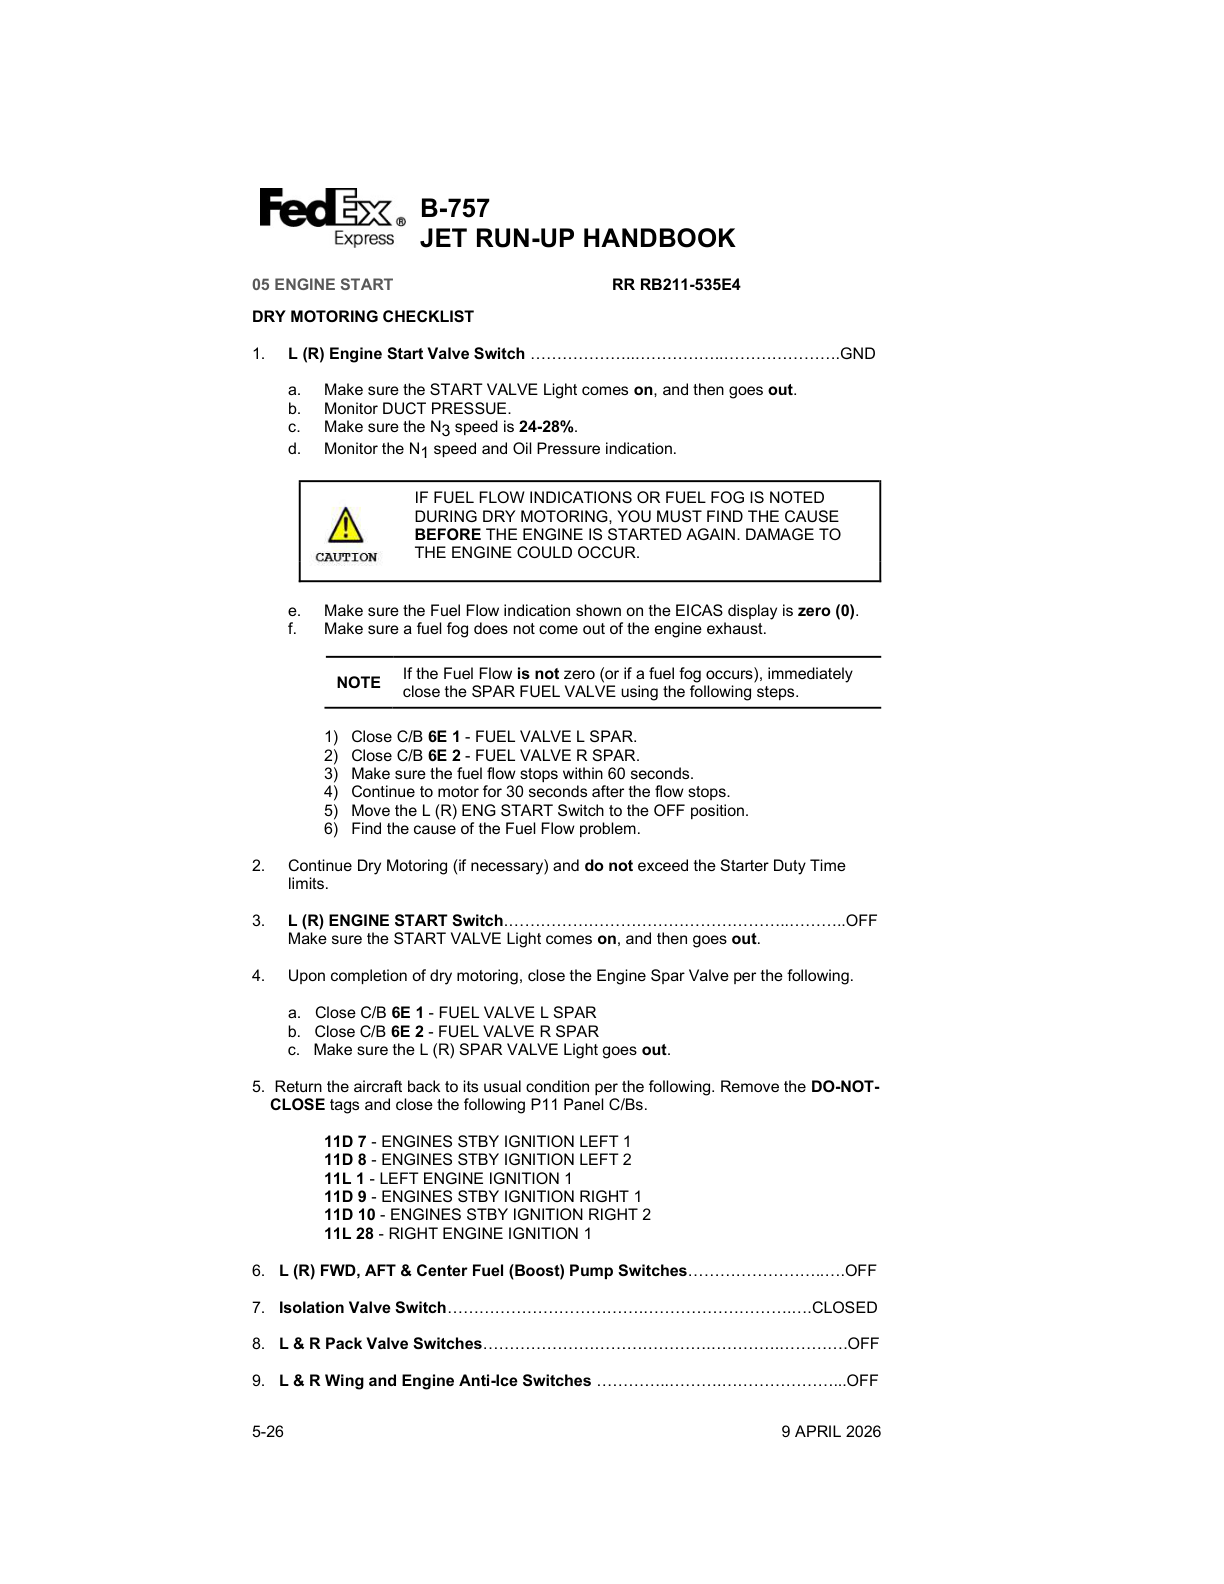 FedEx® B-757
Express JET RUN-UP HANDBOOK
05 ENGINE START RR RB211-535E4
DRY MOTORING CHECKLIST
1. L (R) Engine Start Valve Switch ………………..……………..………………….GND
a. Make sure the START VALVE Light comes on, and then goes out.
b. Monitor DUCT PRESSUE.
c. Make sure the N3 speed is 24-28%.
d. Monitor the N1 speed and Oil Pressure indication.
IF FUEL FLOW INDICATIONS OR FUEL FOG IS NOTED
DURING DRY MOTORING, YOU MUST FIND THE CAUSE
BEFORE THE ENGINE IS STARTED AGAIN. DAMAGE TO
THE ENGINE COULD OCCUR.
CAUTION
e. Make sure the Fuel Flow indication shown on the EICAS display is zero (0).
f. Make sure a fuel fog does not come out of the engine exhaust.
NOTE If the Fuel Flow is not zero (or if a fuel fog occurs), immediately
close the SPAR FUEL VALVE using the following steps.
1) Close C/B 6E 1 - FUEL VALVE L SPAR.
2) Close C/B 6E 2 - FUEL VALVE R SPAR.
3) Make sure the fuel flow stops within 60 seconds.
4) Continue to motor for 30 seconds after the flow stops.
5) Move the L (R) ENG START Switch to the OFF position.
6) Find the cause of the Fuel Flow problem.
2. Continue Dry Motoring (if necessary) and do not exceed the Starter Duty Time
limits.
3. L (R) ENGINE START Switch……………………………………………..………..OFF
Make sure the START VALVE Light comes on, and then goes out.
4. Upon completion of dry motoring, close the Engine Spar Valve per the following.
a. Close C/B 6E 1 - FUEL VALVE L SPAR
b. Close C/B 6E 2 - FUEL VALVE R SPAR
c. Make sure the L (R) SPAR VALVE Light goes out.
5. Return the aircraft back to its usual condition per the following. Remove the DO-NOT-
CLOSE tags and close the following P11 Panel C/Bs.
11D 7 - ENGINES STBY IGNITION LEFT 1
11D 8 - ENGINES STBY IGNITION LEFT 2
11L 1 - LEFT ENGINE IGNITION 1
11D 9 - ENGINES STBY IGNITION RIGHT 1
11D 10 - ENGINES STBY IGNITION RIGHT 2
11L 28 - RIGHT ENGINE IGNITION 1
6. L (R) FWD, AFT & Center Fuel (Boost) Pump Switches……………………..….OFF
7. Isolation Valve Switch……………………………….……………………….….CLOSED
8. L & R Pack Valve Switches…………………………………….………….………….OFF
9. L & R Wing and Engine Anti-Ice Switches …………..……….…………………...OFF
5-26 9 APRIL 2026